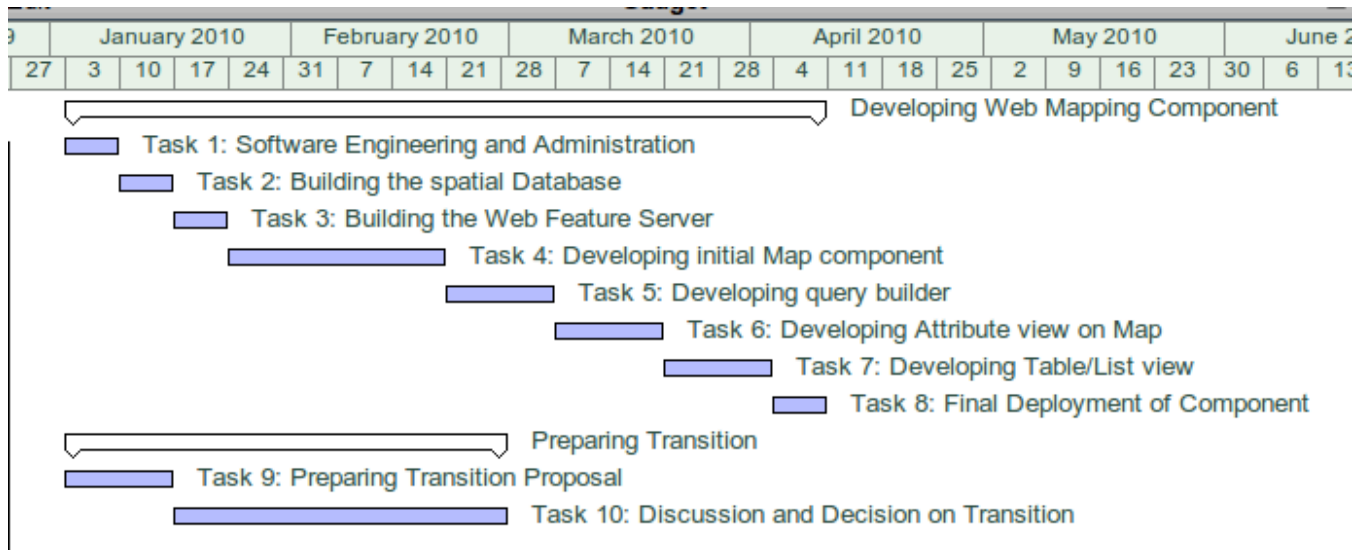 January 2010 February 2010 March 2010 April 2010 May 2010 June 2
27 3 10 17 24 31 7 14 21 28 7 14 21 28 4 11 18 25 2 9 16 23 30 6 13
Developing Web Mapping Component
Task 1: Software Engineering and Administration
Task 2: Building the spatial Database
Task 3: Building the Web Feature Server
Task 4: Developing initial Map component
Task 5: Developing query builder
Task 6: Developing Attribute view on Map
Task 7: Developing Table/List view
Task 8: Final Deployment of Component
Preparing Transition
Task 9: Preparing Transition Proposal
Task 10: Discussion and Decision on Transition